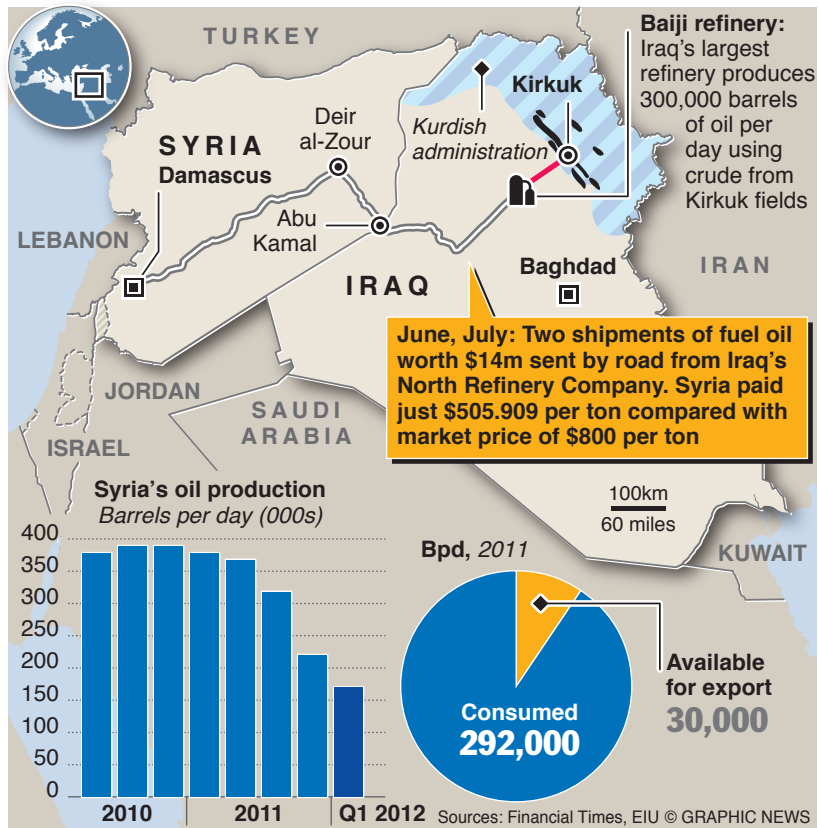 TURKEY
Baiji refinery:
Iraq's largest
refinery produces
300,000 barrels
of oil per
day using
crude from
Kirkuk fields
Kirkuk
Kurdish
administration
Deir
al-Zour
SYRIA
Damascus
Abu
Kamal
LEBANON
IRAQ
Baghdad
IRAN
June, July: Two shipments of fuel oil
worth $14m sent by road from Iraq's
North Refinery Company. Syria paid
just $505.909 per ton compared with
market price of $800 per ton
JORDAN
SAUDI
ARABIA
ISRAEL
100km
60 miles
KUWAIT
Syria's oil production
Barrels per day (000s)
400
350
300
250
200
150
100
50
0
2010
2011
Q1 2012
Bpd, 2011
Available
for export
30,000
Consumed
292,000
Sources: Financial Times, EIU © GRAPHIC NEWS